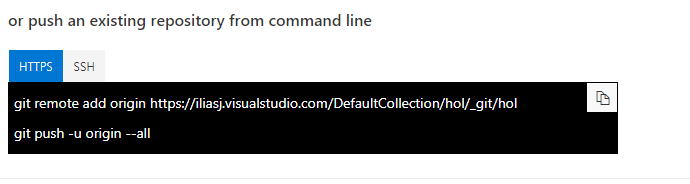 or push an existing repository from command line
HTTPS SSH
git remote add origin https://iliasj.visualstudio.com/DefaultCollection/hol/_git/hol
git push -u origin --all